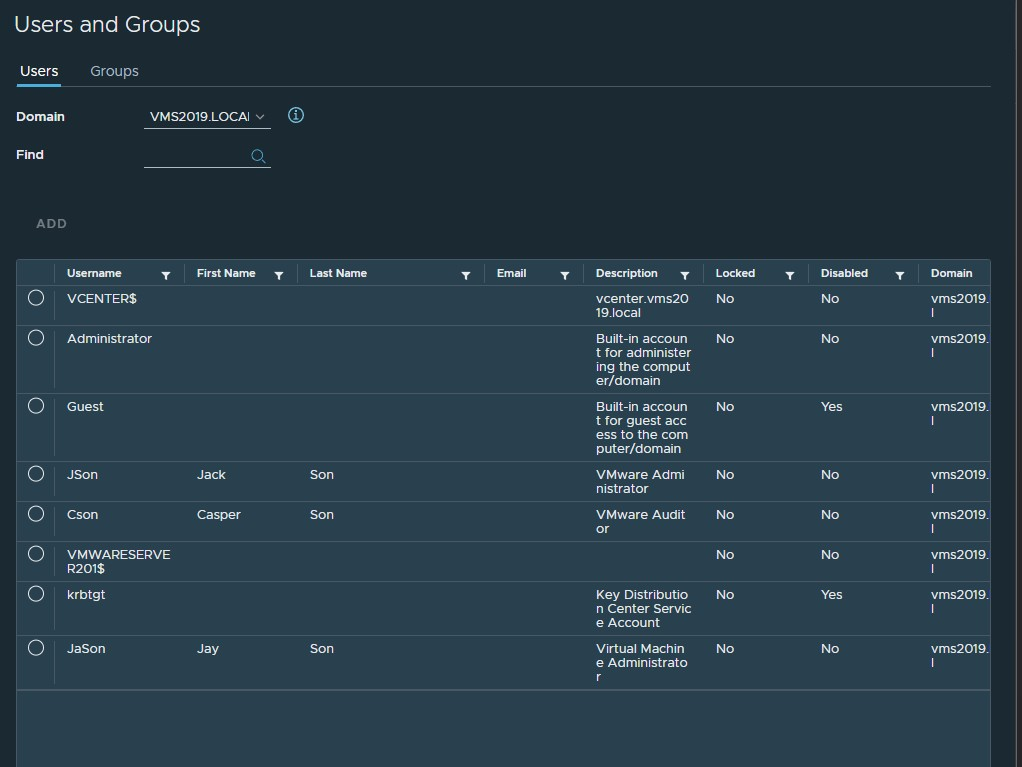 Users and Groups
Users Groups
Domain VMS2019.LOCAL
Find
ADD
Username First Name Last Name Email Description Locked Disabled Domain
VCENTER$ vcenter.vms20 No No vms2019.
19.local l
Administrator Built-in accoun No No vms2019.
t for administer l
ing the comput
er/domain
Guest Built-in accoun No Yes vms2019.
t for guest acc l
ess to the com
puter/domain
JSon Jack Son VMware Admi No No vms2019.
nistrator l
Cson Casper Son VMware Audit No No vms2019.
or l
VMWARESERVE No No vms2019.
R201$ l
krbtgt Key Distributio No Yes vms2019.
n Center Servic l
e Account
JaSon Jay Son Virtual Machin No No vms2019.
e Administrato l
r